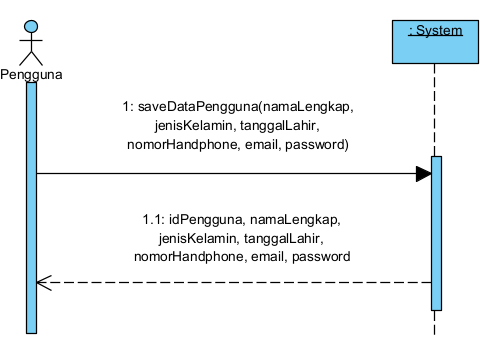 : System
Pengguna
1: saveDataPengguna(namaLengkap,
jenisKelamin, tanggalLahir,
nomorHandphone, email, password)
1.1: idPengguna, namaLengkap,
jenisKelamin, tanggalLahir,
nomorHandphone, email, password